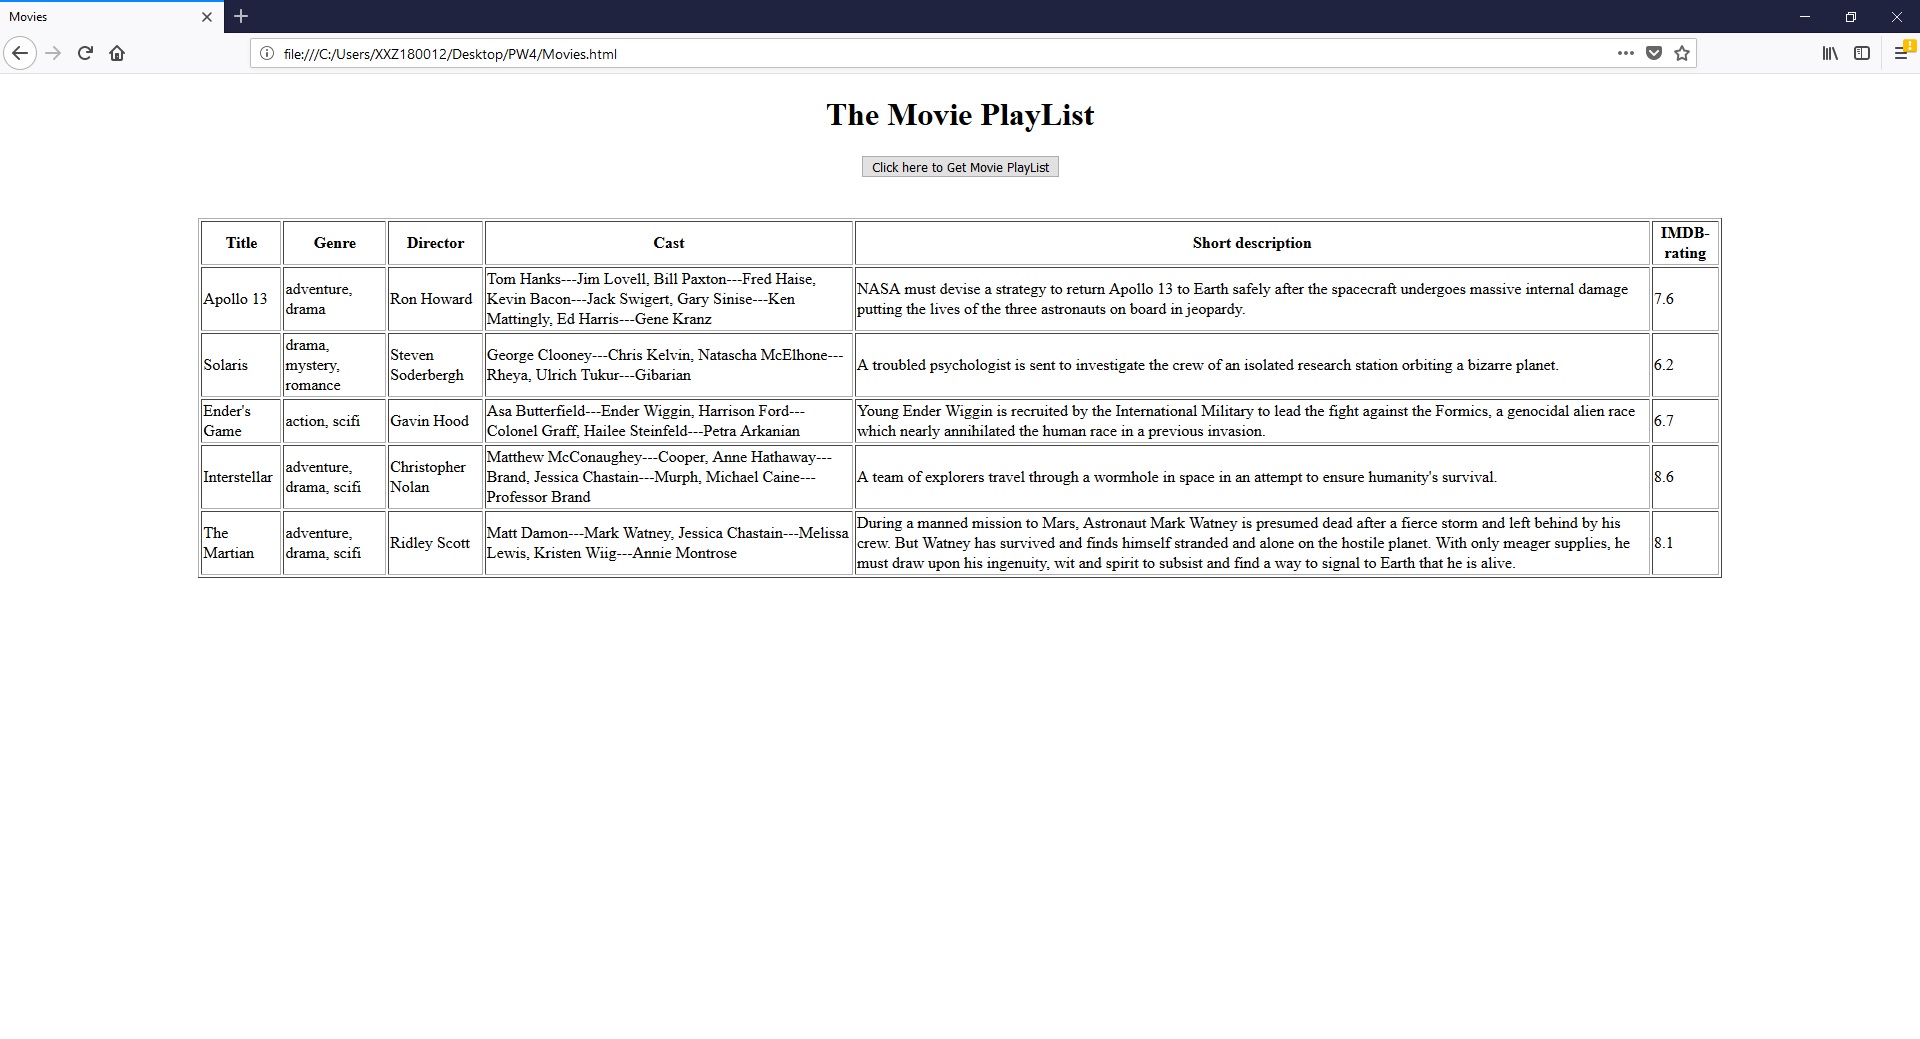 Movies
file:///C:/Users/XXZ180012/Desktop/PW4/Movies.html
The Movie PlayList
Click here to Get Movie PlayList
Title
Genre
Director
Cast
Short description
IMDB-
rating
Apollo 13
adventure,
drama
Ron Howard
Tom Hanks---Jim Lovell, Bill Paxton---Fred Haise,
Kevin Bacon---Jack Swigert, Gary Sinise---Ken
Mattingly, Ed Harris---Gene Kranz
NASA must devise a strategy to return Apollo 13 to Earth safely after the spacecraft undergoes massive internal damage
putting the lives of the three astronauts on board in jeopardy.
7.6
Solaris
drama,
mystery,
romance
Steven
Soderbergh
George Clooney---Chris Kelvin, Natascha McElhone---
Rheya, Ulrich Tukur---Gibarian
A troubled psychologist is sent to investigate the crew of an isolated research station orbiting a bizarre planet.
6.2
Ender's
Game
action, scifi
Gavin Hood
Asa Butterfield---Ender Wiggin, Harrison Ford---
Colonel Graff, Hailee Steinfeld---Petra Arkanian
Young Ender Wiggin is recruited by the International Military to lead the fight against the Formics, a genocidal alien race
which nearly annihilated the human race in a previous invasion.
6.7
Interstellar
adventure,
drama, scifi
Christopher
Nolan
Matthew McConaughey---Cooper, Anne Hathaway---
Brand, Jessica Chastain---Murph, Michael Caine---
Professor Brand
A team of explorers travel through a wormhole in space in an attempt to ensure humanity's survival.
8.6
The
Martian
adventure,
drama, scifi
Ridley Scott
Matt Damon---Mark Watney, Jessica Chastain---Melissa
Lewis, Kristen Wiig---Annie Montrose
During a manned mission to Mars, Astronaut Mark Watney is presumed dead after a fierce storm and left behind by his
crew. But Watney has survived and finds himself stranded and alone on the hostile planet. With only meager supplies, he
must draw upon his ingenuity, wit and spirit to subsist and find a way to signal to Earth that he is alive.
8.1